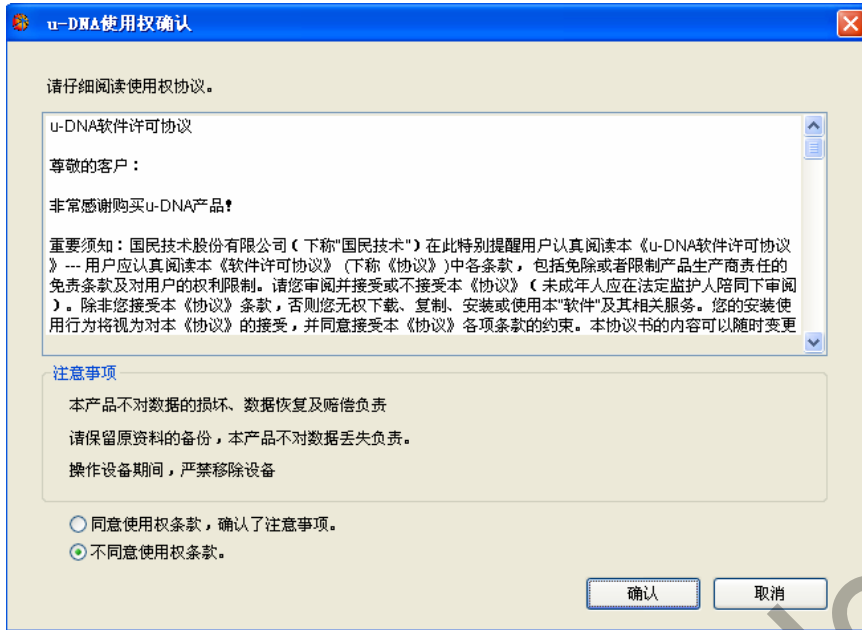 u-DNA使用权确认
请仔细阅读使用权协议。
u-DNA软件许可协议
尊敬的客户：
非常感谢购买u-DNA产品!
重要须知：国民技术股份有限公司（下称"国民技术"）在此特别提醒用户认真阅读本《u-DNA软件许可协议
》--- 用户应认真阅读本《软件许可协议》（下称《协议》)中各条款，包括免除或者限制产品生产商责任的
免责条款及对用户的权利限制。请您审阅并接受或不接受本《协议》（未成年人应在法定监护人陪同下审阅
）。除非您接受本《协议》条款，否则您无权下载、复制、安装或使用本"软件"及其相关服务。您的安装使
用行为将视为对本《协议》的接受，并同意接受本《协议》各项条款的约束。本协议书的内容可以随时变更
注意事项
本产品不对数据的损坏、数据恢复及赔偿负责
请保留原资料的备份，本产品不对数据丢失负责。
操作设备期间，严禁移除设备
同意使用权条款，确认了注意事项。
不同意使用权条款。
确认
取消